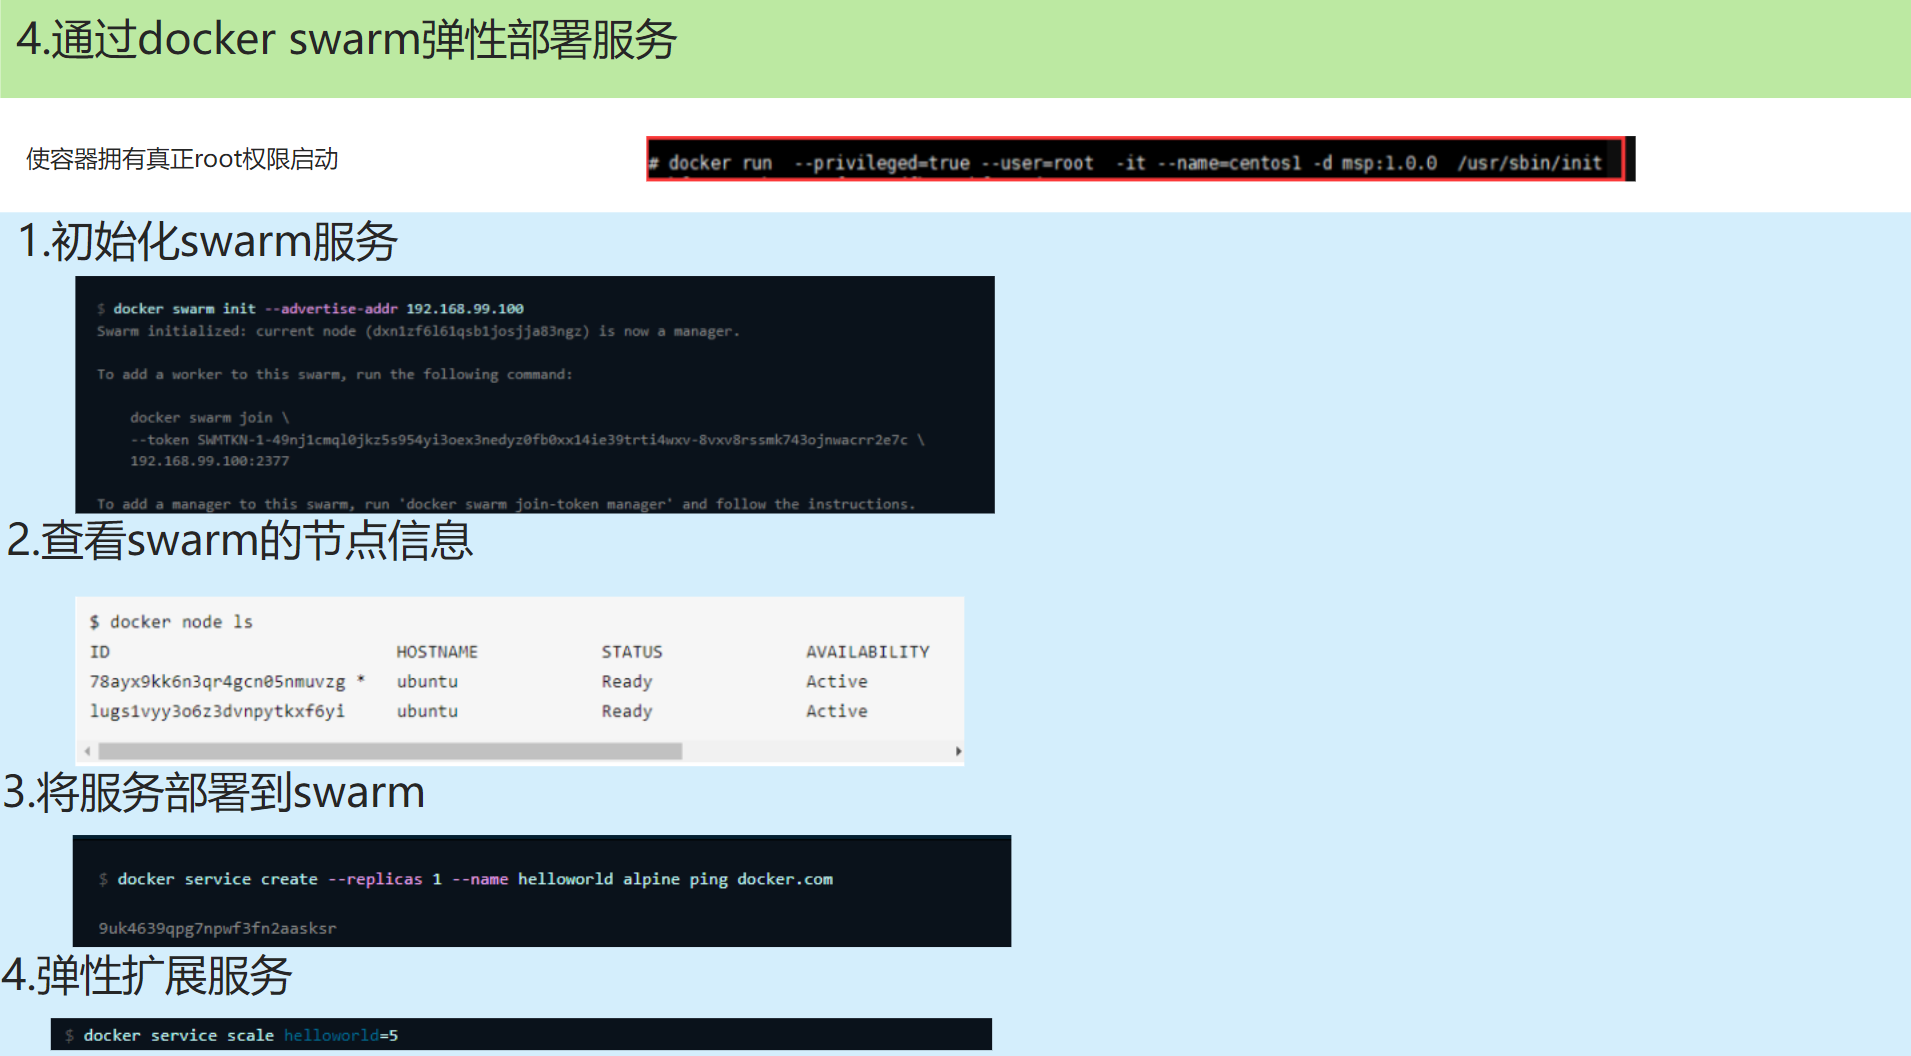 4.通过docker swarm弹性部署服务
使容器拥有真正root权限启动
# docker run --privileged=true --user=root -it --name=centos1 -d msp:1.0.0 /usr/sbin/init
1.初始化swarm服务
$ docker swarm init --advertise-addr 192.168.99.100
Swarm initialized: current node (dxn1zf6l61qsb1josjja83ngz) is now a manager.
To add a worker to this swarm, run the following command:
docker swarm join \
--token SWMTKN-1-49nj1cmql0jkz5s954yi3oex3nedyz0fb0xx14ie39trti4wxv-8vxv8rssmk743ojnwacrr2e7c \
192.168.99.100:2377
To add a manager to this swarm, run 'docker swarm join-token manager' and follow the instructions.
2.查看swarm的节点信息
$ docker node ls
ID HOSTNAME STATUS AVAILABILITY
78ayx9kk6n3qr4gcn05nmuvzg * ubuntu Ready Active
lugs1vyy3o6z3dvnpytkxf6yi ubuntu Ready Active
3.将服务部署到swarm
$ docker service create --replicas 1 --name helloworld alpine ping docker.com
9uk4639qpg7npwf3fn2aasksr
4.弹性扩展服务
$ docker service scale helloworld=5